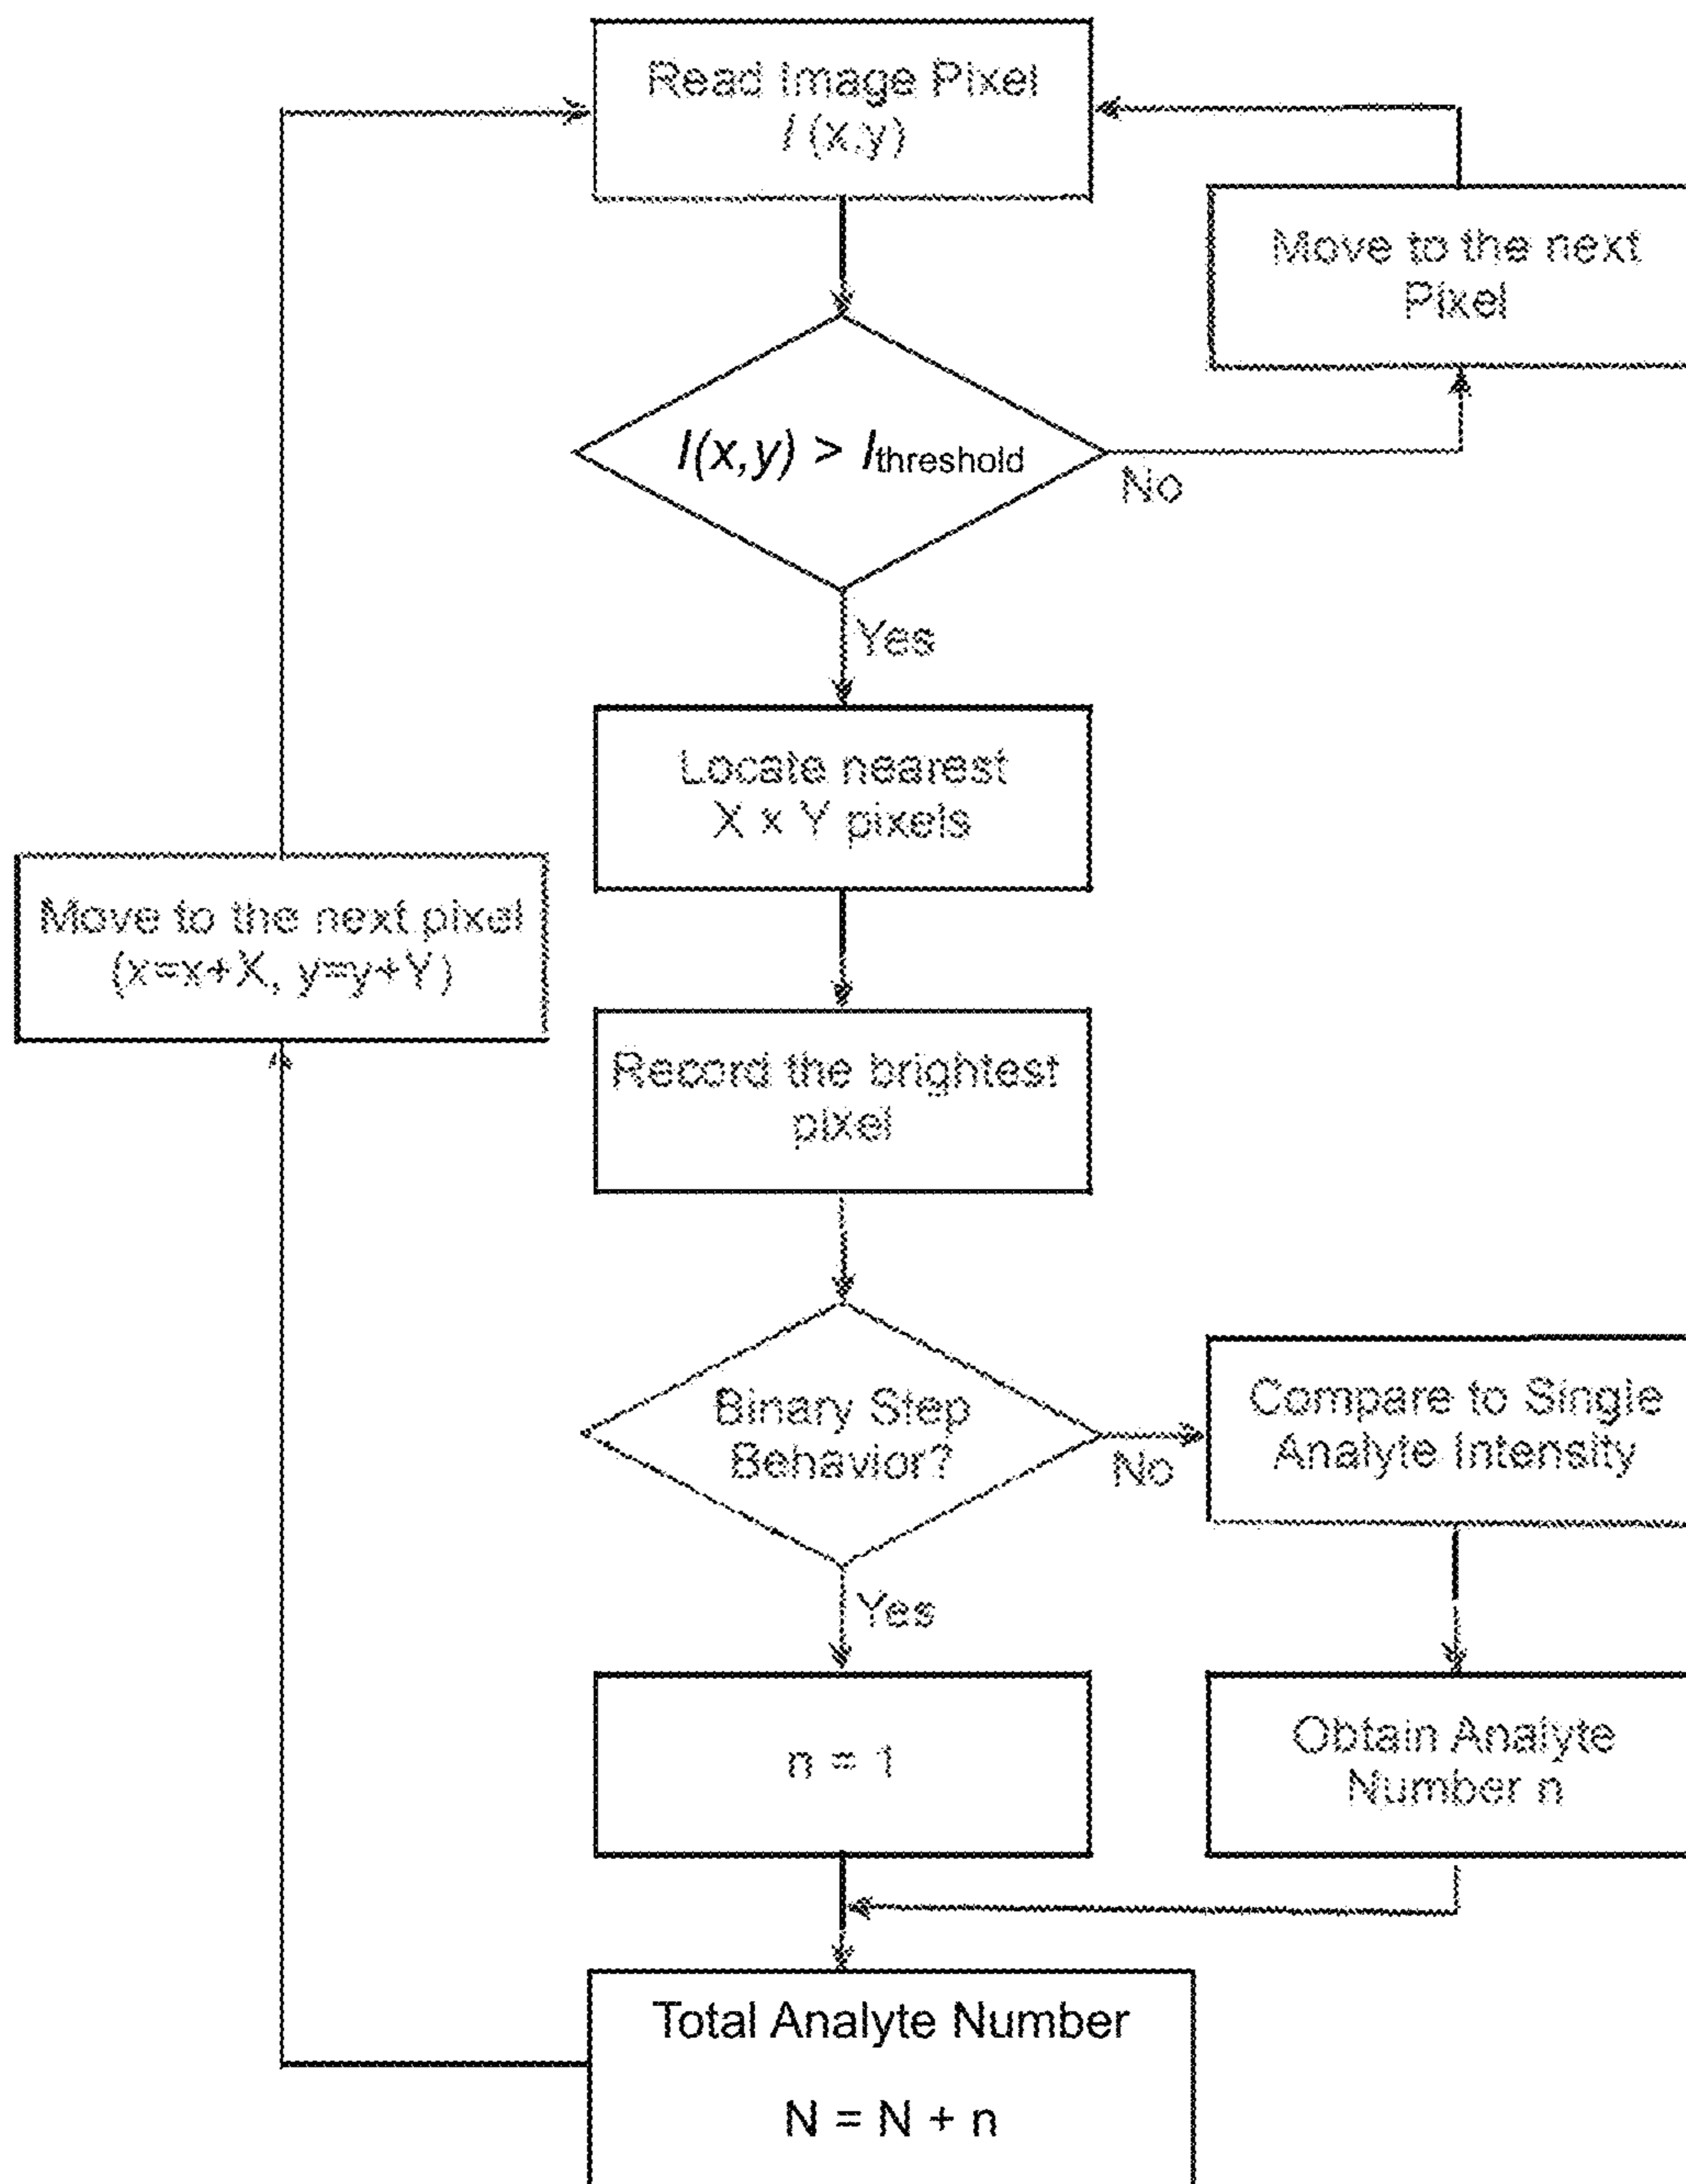 Read Image Pixel
I (x,y)
Move to the next
Pixel
I(x,y) > Ithreshold
No
Yes
Locate nearest
X × Y pixels
Move to the next pixel
(x=x+X, y=y+Y)
Record the brightest
pixel
Binary Step
Behavior?
No
Compare to Single
Analyte Intensity
Yes
n = 1
Obtain Analyte
Number n
Total Analyte Number
N = N + n